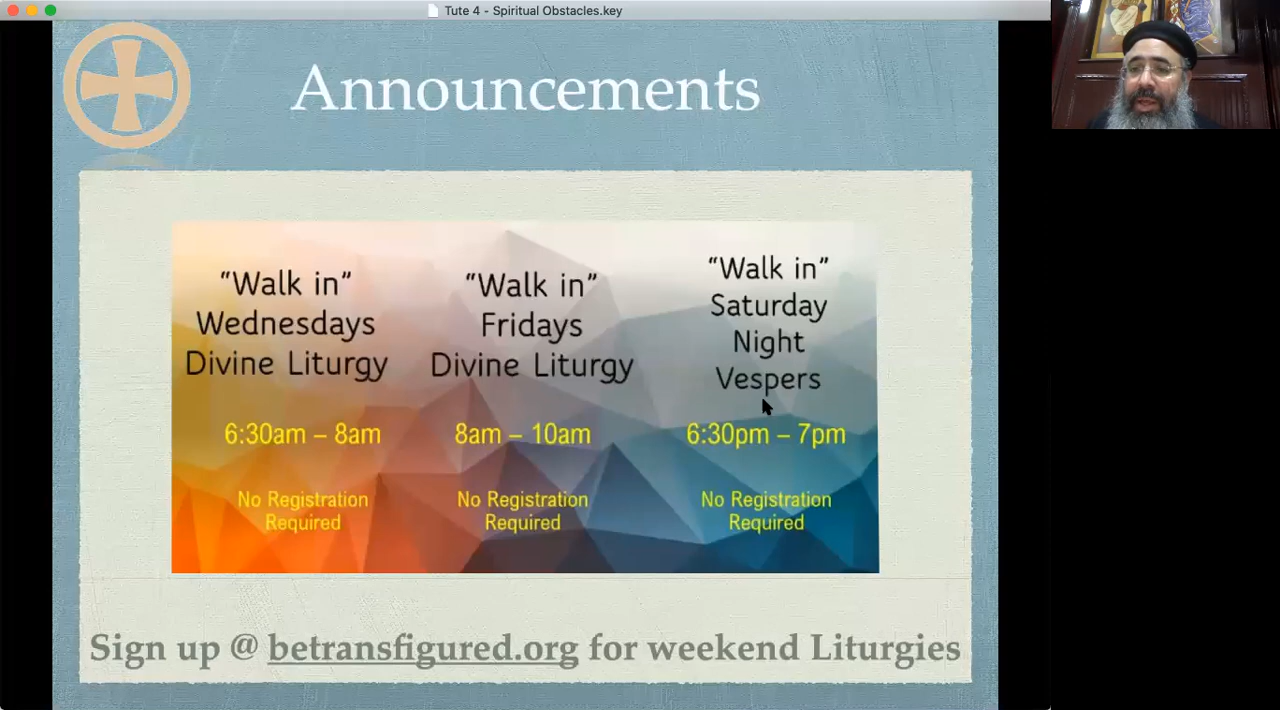 Tute 4 - Spiritual Obstacles.key
Announcements
“Walk in”
Wednesdays
Divine Liturgy
6:30am – 8am
No Registration
Required
“Walk in”
Fridays
Divine Liturgy
8am – 10am
No Registration
Required
“Walk in”
Saturday
Night
Vespers
6:30pm – 7pm
No Registration
Required
Sign up @ betransfigured.org for weekend Liturgies